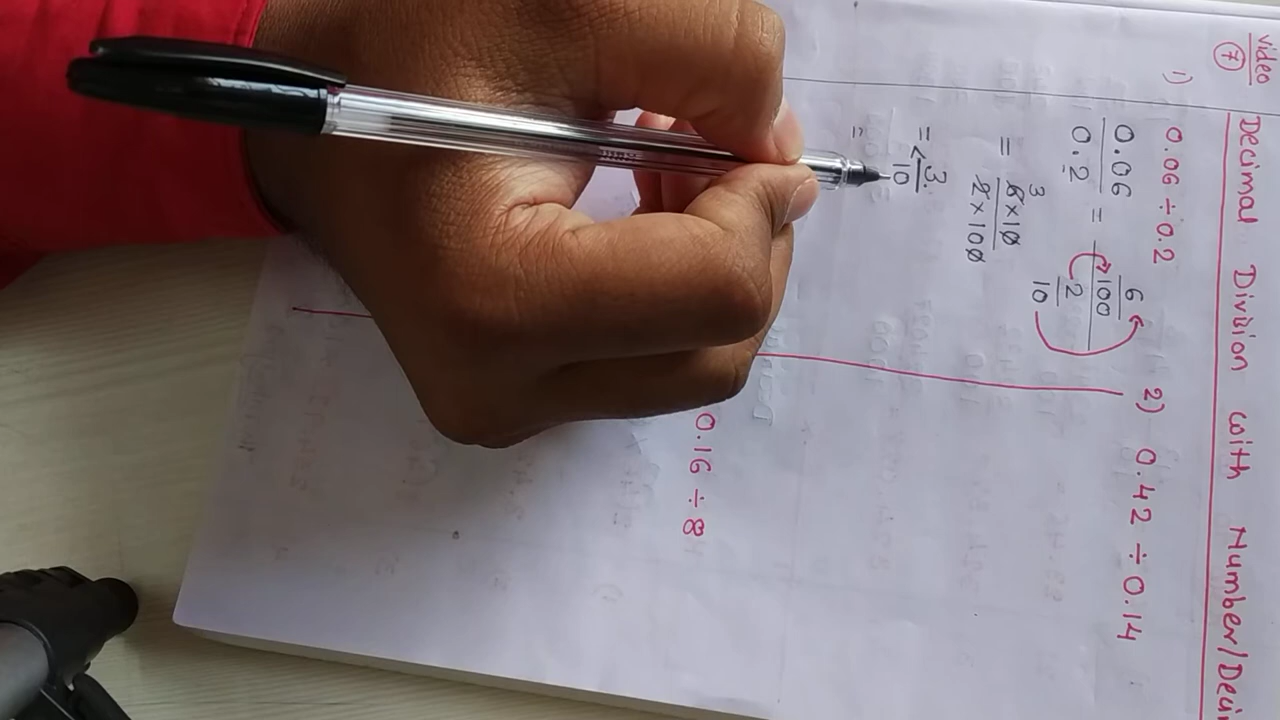 video
7
Decimal Division with Number/Deci
1) 0.06 ÷ 0.2
0.06 / 0.2 = 6/100 / 2/10
= 6×10 / 2×100
3
= 3/10
=
2) 0.42 ÷ 0.14
0.16 ÷ 8